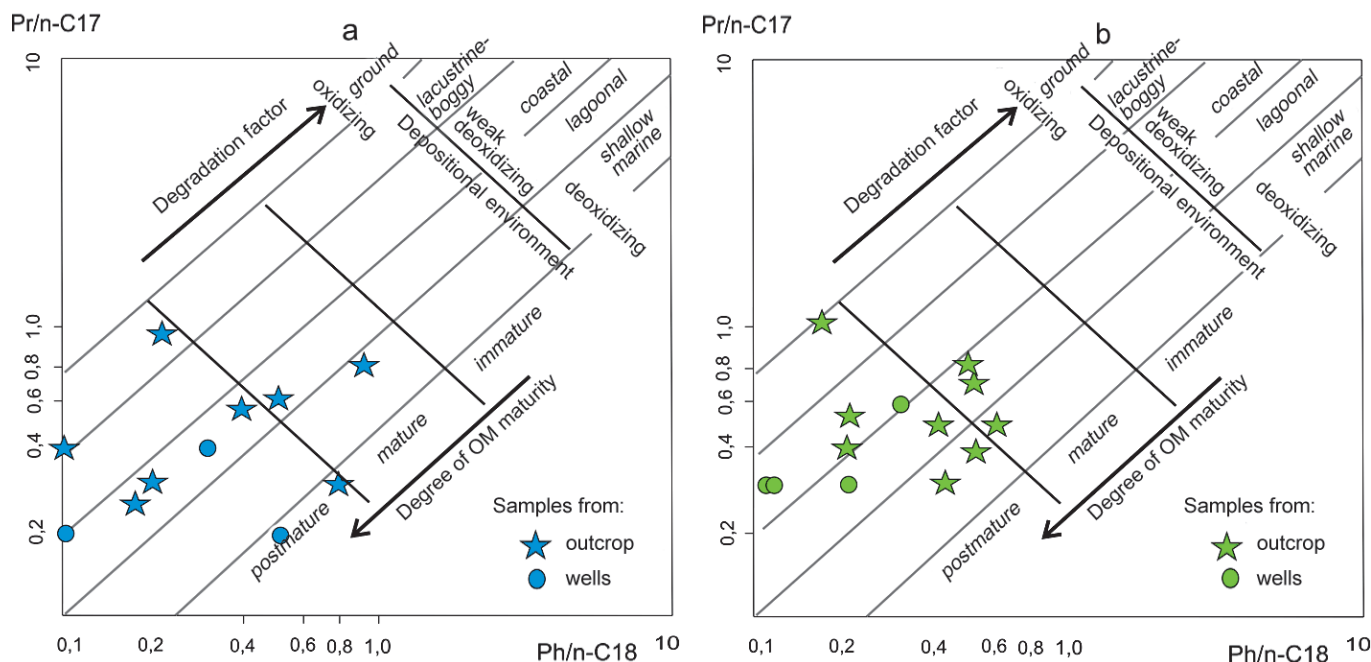 Pr/n-C17
a
10
1,0
0,8
0,6
0,4
0,2
0,1
0,2
0,4
0,6
0,8
1,0
10
Ph/n-C18
Degradation factor
oxidizing
ground
lacustrine-
boggy
weak
deoxidizing
coastal
lagoonal
shallow
marine
deoxidizing
Depositional environment
immature
mature
postmature
Degree of OM maturity
Samples from:
outcrop
wells
Pr/n-C17
b
10
1,0
0,8
0,6
0,4
0,2
0,1
0,2
0,4
0,6
0,8
1,0
10
Ph/n-C18
Degradation factor
oxidizing
ground
lacustrine-
boggy
weak
deoxidizing
coastal
lagoonal
shallow
marine
deoxidizing
Depositional environment
immature
mature
postmature
Degree of OM maturity
Samples from:
outcrop
wells